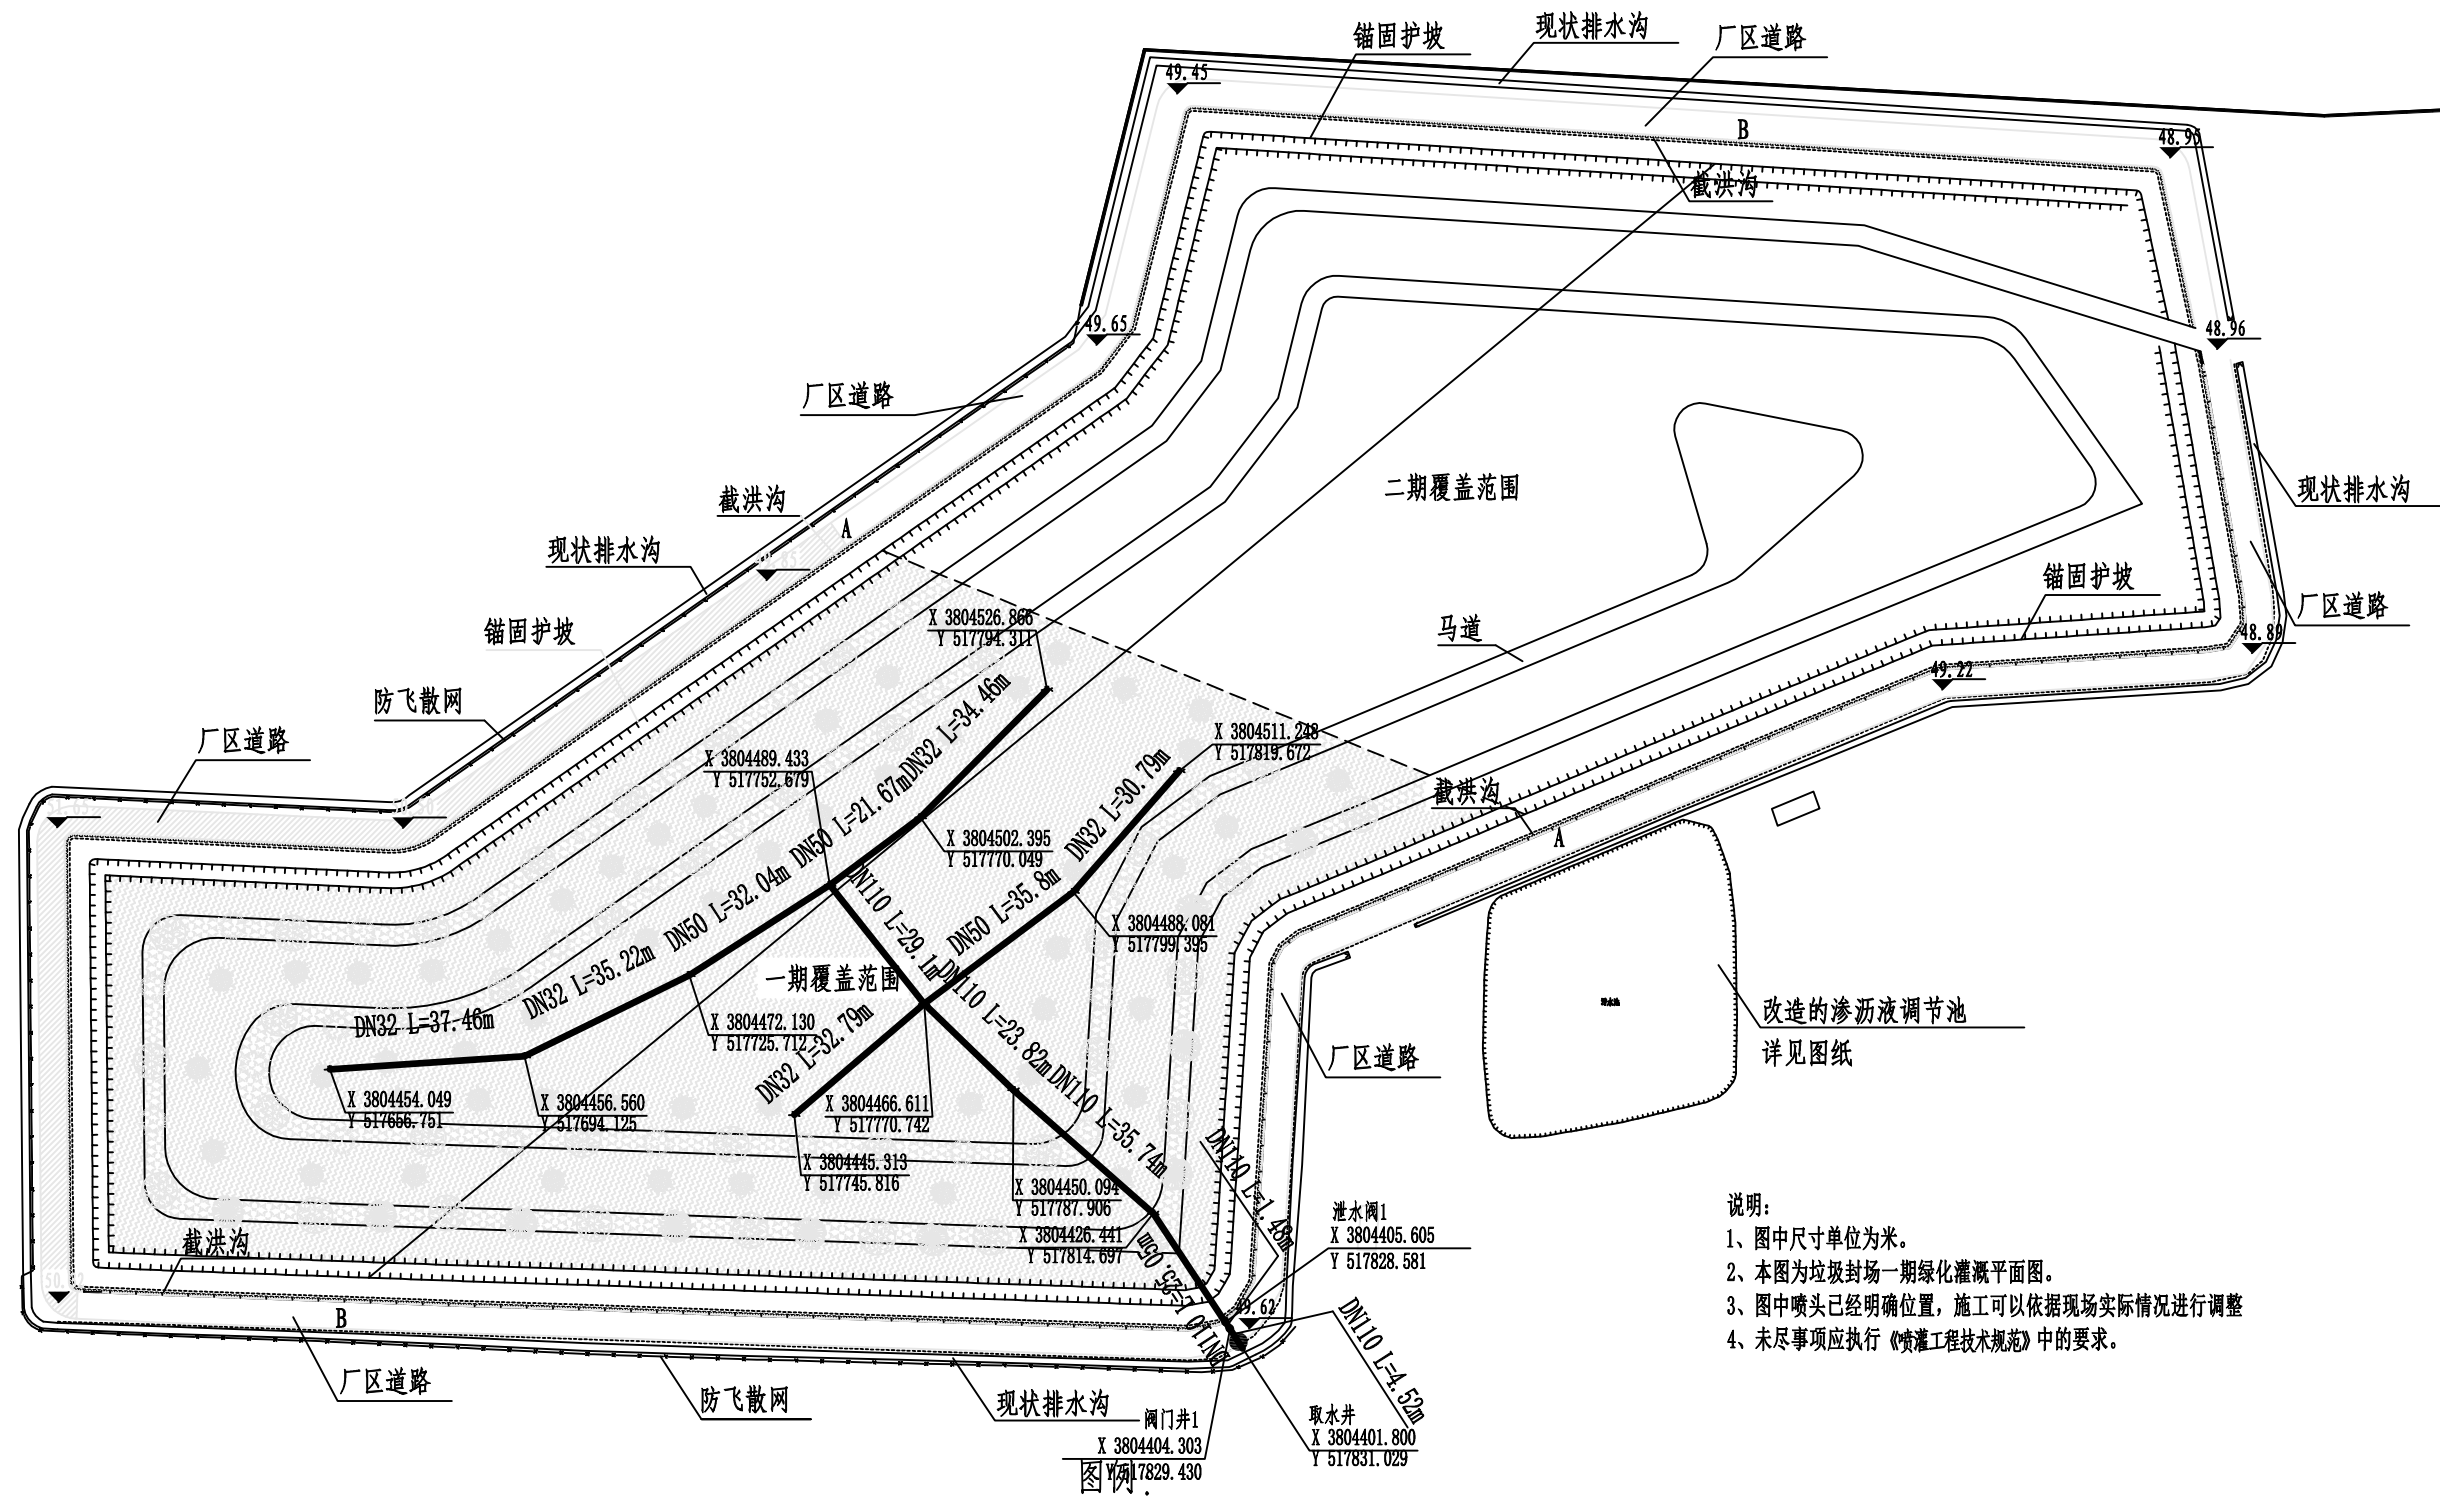 锚固护坡
现状排水沟
厂区道路
49.45
B
48.95
截洪沟
49.65
48.96
厂区道路
二期覆盖范围
现状排水沟
截洪沟
A
现状排水沟
锚固护坡
厂区道路
锚固护坡
X 3804526.866
Y 517794.311
马道
48.89
49.22
防飞散网
厂区道路
DN32 L=34.46m
X 3804511.248
Y 517819.672
X 3804489.433
Y 517752.679
DN32 L=30.79m
截洪沟
DN50 L=21.67m
A
X 3804502.395
Y 517770.049
DN50 L=32.04m
DN110 L=29.1m
DN50 L=35.8m
X 3804488.081
Y 517799.395
一期覆盖范围
DN32 L=35.22m
DN110 L=23.82m
改造的渗沥液调节池
详见图纸
DN32 L=37.46m
X 3804472.130
Y 517725.712
DN32 L=32.79m
厂区道路
X 3804454.049
Y 517656.751
X 3804456.560
Y 517694.125
X 3804466.611
Y 517770.742
DN110 L=35.74m
X 3804445.313
Y 517745.816
X 3804450.094
Y 517787.906
DN110 L=1.48m
X 3804426.441
Y 517814.697
泄水阀1
X 3804405.605
Y 517828.581
截洪沟
50.
DN110 L=25.05m
49.62
B
DN110 L=4.52m
厂区道路
防飞散网
现状排水沟
阀门井1
X 3804404.303
Y 517829.430
取水井
X 3804401.800
Y 517831.029
图例：
说明：
1、图中尺寸单位为米。
2、本图为垃圾封场一期绿化灌溉平面图。
3、图中喷头已经明确位置，施工可以依据现场实际情况进行调整
4、未尽事项应执行《喷灌工程技术规范》中的要求。